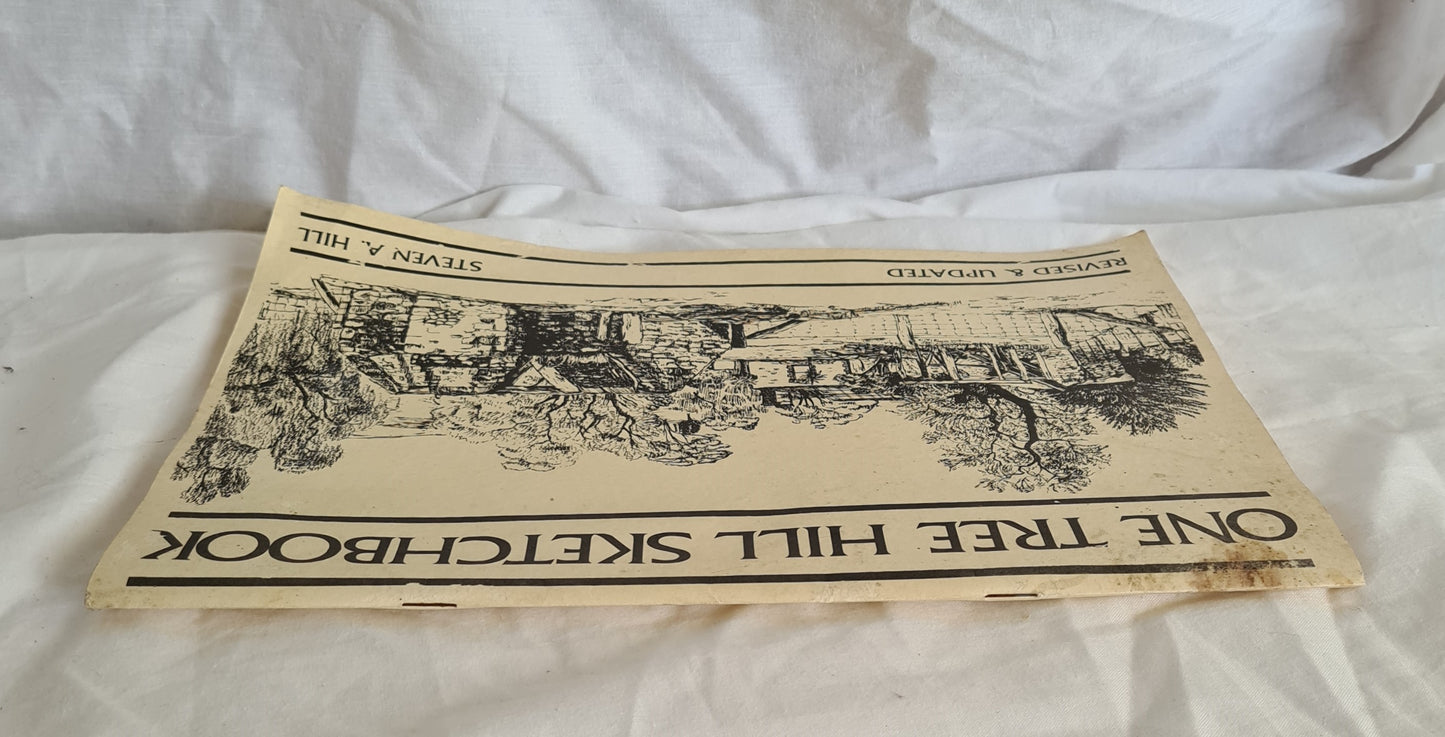 ONE TREE HILL SKETCHBOOK
REVISED & UPDATED
STEVEN A. HILL